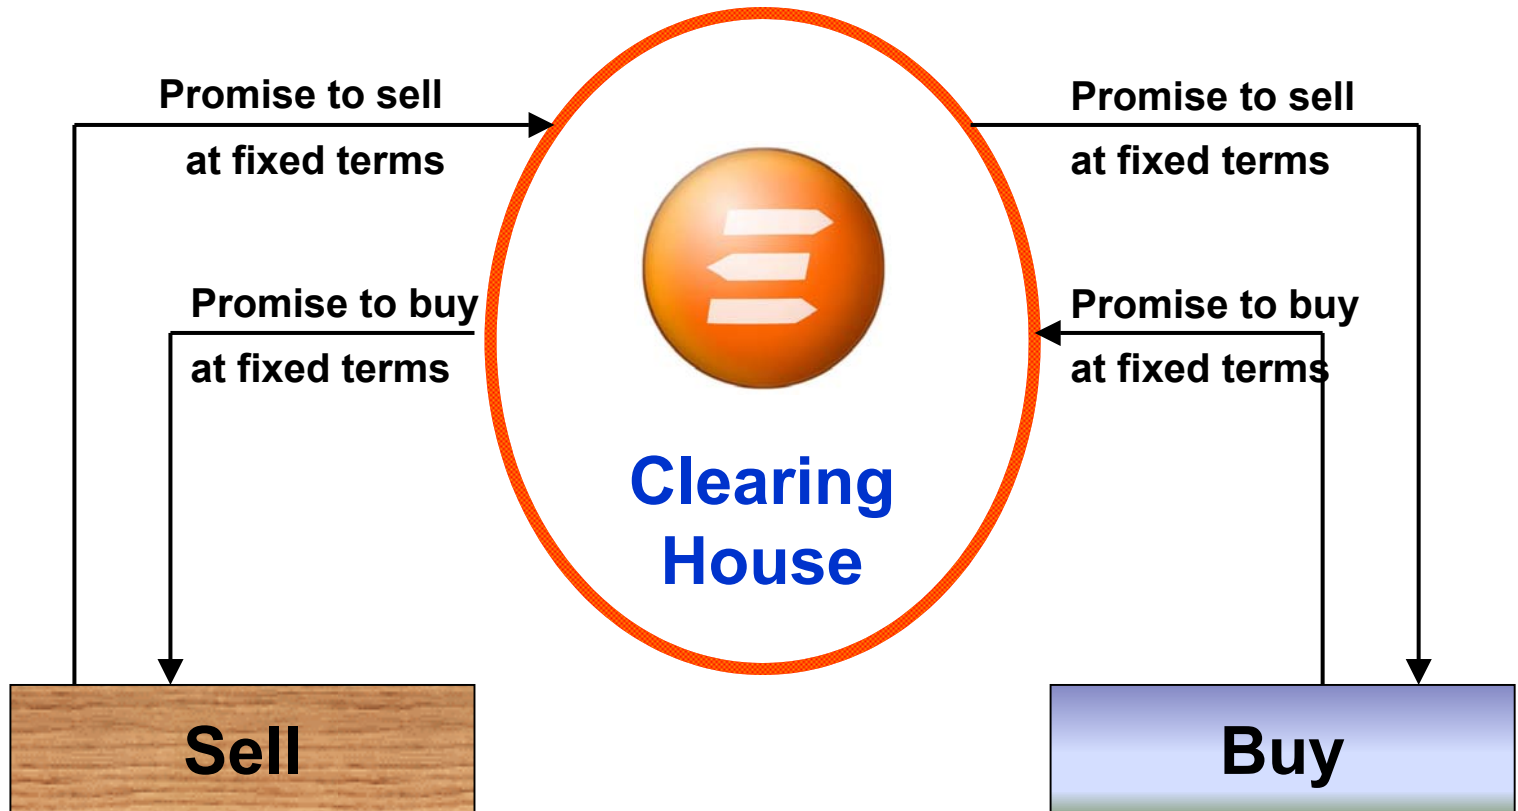 Promise to sell
at fixed terms
Promise to sell
at fixed terms
Promise to buy
at fixed terms
Promise to buy
at fixed terms
Clearing
House
Sell
Buy